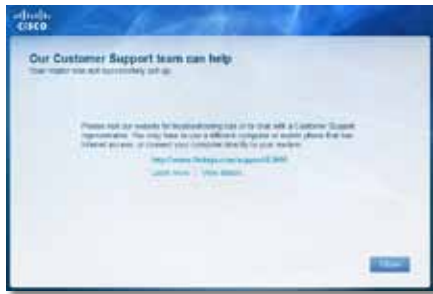 CISCO
Our Customer Support team can help
Your router was not successfully set up.
Please visit our website for troubleshooting tips or to chat with a Customer Support
representative. You may have to use a different computer or mobile phone that has
Internet access, or connect your computer directly to your modem.
Learn more | View details